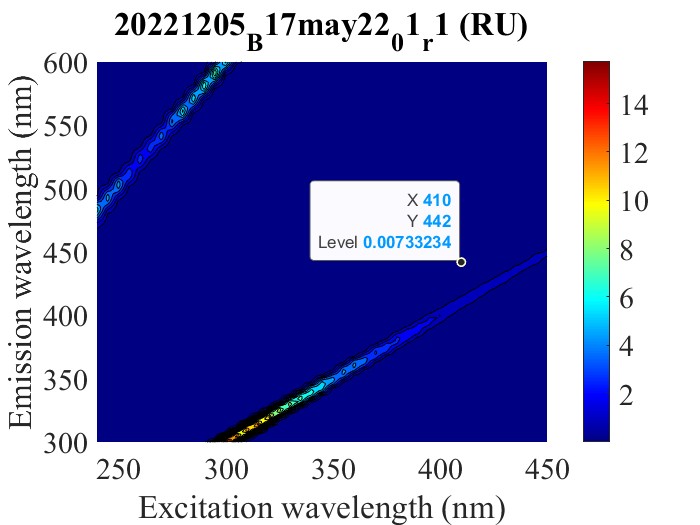 20221205_B17may22_01_r1 (RU)
600
550
500
450
400
350
300
Emission wavelength (nm)
X 410
Y 442
Level 0.00733234
14
12
10
8
6
4
2
250 300 350 400 450
Excitation wavelength (nm)